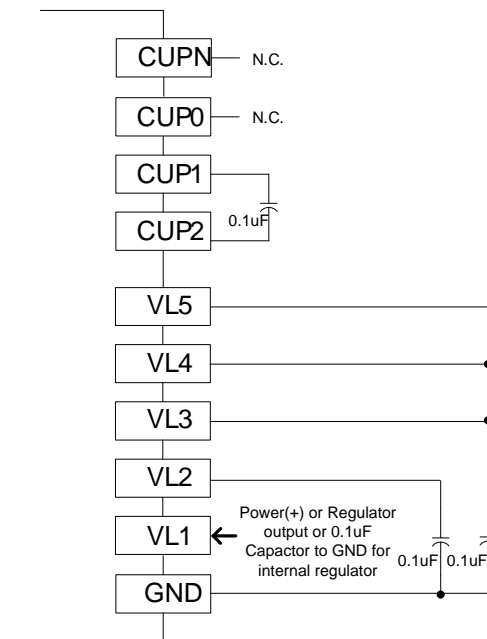 CUPN N.C.
CUP0 N.C.
CUP1
0.1uF
CUP2
VL5
VL4
VL3
VL2
VL1
Power(+) or Regulator
output or 0.1uF
Capactor to GND for
internal regulator
0.1uF 0.1uF
GND